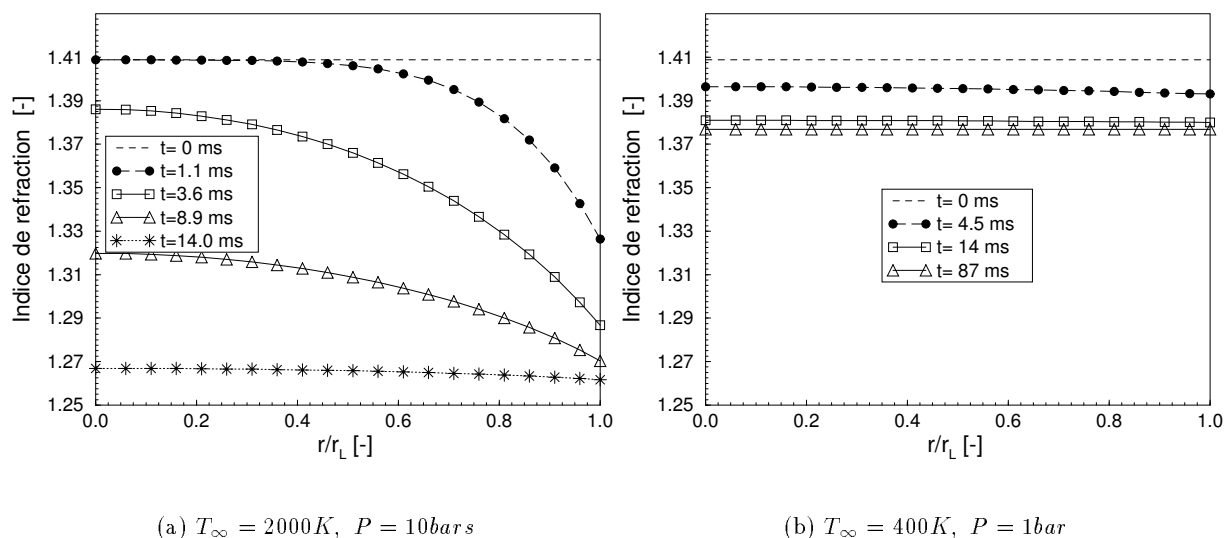 Indice de refraction [-]
1.41
1.39
1.37
1.35
1.33
1.31
1.29
1.27
1.25
t= 0 ms
t=1.1 ms
t=3.6 ms
t=8.9 ms
t=14.0 ms
0.0 0.2 0.4 0.6 0.8 1.0
r/rL [-]
(a) T∞ = 2000K, P = 10bars
Indice de refraction [-]
1.41
1.39
1.37
1.35
1.33
1.31
1.29
1.27
1.25
t= 0 ms
t= 4.5 ms
t= 14 ms
t= 87 ms
0.0 0.2 0.4 0.6 0.8 1.0
r/rL [-]
(b) T∞ = 400K, P = 1bar